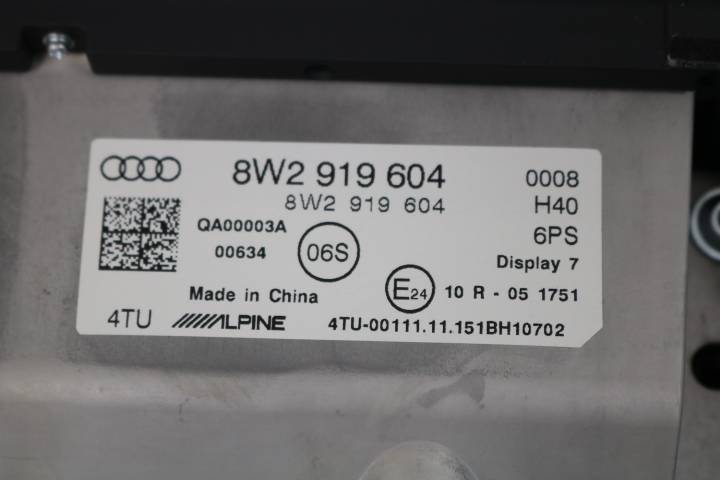 8W2 919 604
8W2 919 604
0008
H40
6PS
Display 7
QA00003A
00634
06S
Made in China
E24
10 R - 05 1751
4TU
ALPINE
4TU-00111.11.151BH10702